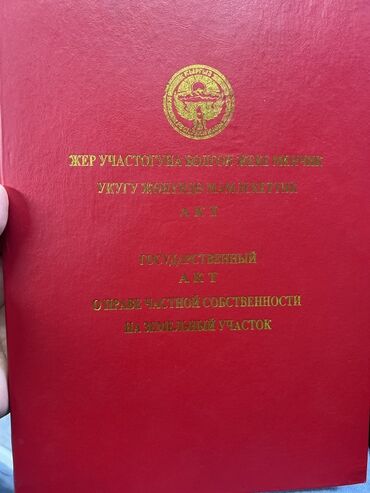 ЖЕР УЧАСТОГУНА БОЛГОН ЖЕКЕ МЕНЧИК
УКУГУ ЖӨНҮНДӨ МАМЛЕКЕТТИК
А К Т
ГОСУДАРСТВЕННЫЙ
А К Т
О ПРАВЕ ЧАСТНОЙ СОБСТВЕННОСТИ
НА ЗЕМЕЛЬНЫЙ УЧАСТОК